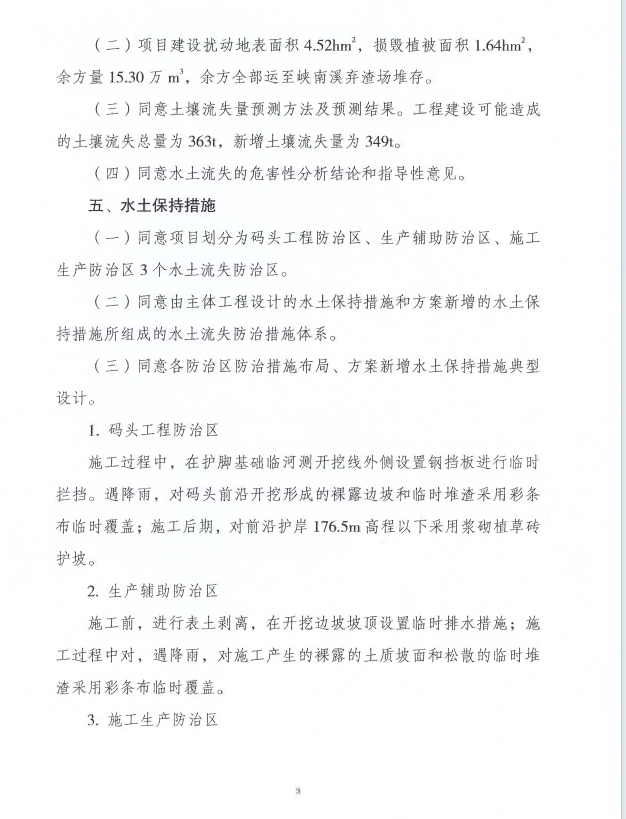 （二）项目建设扰动地表面积 4.52hm²，损毁植被面积 1.64hm²，
余方量 15.30 万 m³，余方全部运至峡南溪弃渣场堆存。
（三）同意土壤流失量预测方法及预测结果。工程建设可能造成
的土壤流失总量为 363t，新增土壤流失量为 349t。
（四）同意水土流失的危害性分析结论和指导性意见。
五、水土保持措施
（一）同意项目划分为码头工程防治区、生产辅助防治区、施工
生产防治区 3 个水土流失防治区。
（二）同意由主体工程设计的水土保持措施和方案新增的水土保
持措施所组成的水土流失防治措施体系。
（三）同意各防治区防治措施布局、方案新增水土保持措施典型
设计。
1. 码头工程防治区
施工过程中，在护脚基础临河测开挖线外侧设置钢挡板进行临时
拦挡。遇降雨，对码头前沿开挖形成的裸露边坡和临时堆渣采用彩条
布临时覆盖；施工后期，对前沿护岸 176.5m 高程以下采用浆砌植草砖
护坡。
2. 生产辅助防治区
施工前，进行表土剥离，在开挖边坡坡顶设置临时排水措施；施
工过程中对，遇降雨，对施工产生的裸露的土质坡面和松散的临时堆
渣采用彩条布临时覆盖。
3. 施工生产防治区
3